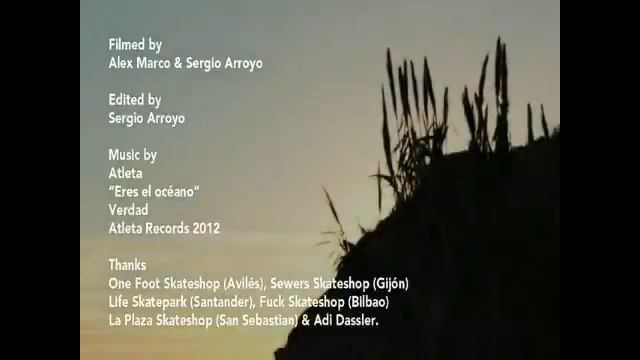 Filmed by
Alex Marco & Sergio Arroyo
Edited by
Sergio Arroyo
Music by
Atleta
"Eres el océano"
Verdad
Atleta Records 2012
Thanks
One Foot Skateshop (Avilés), Sewers Skateshop (Gijón)
LIfe Skatepark (Santander), Fuck Skateshop (Bilbao)
La Plaza Skateshop (San Sebastian) & Adi Dassler.